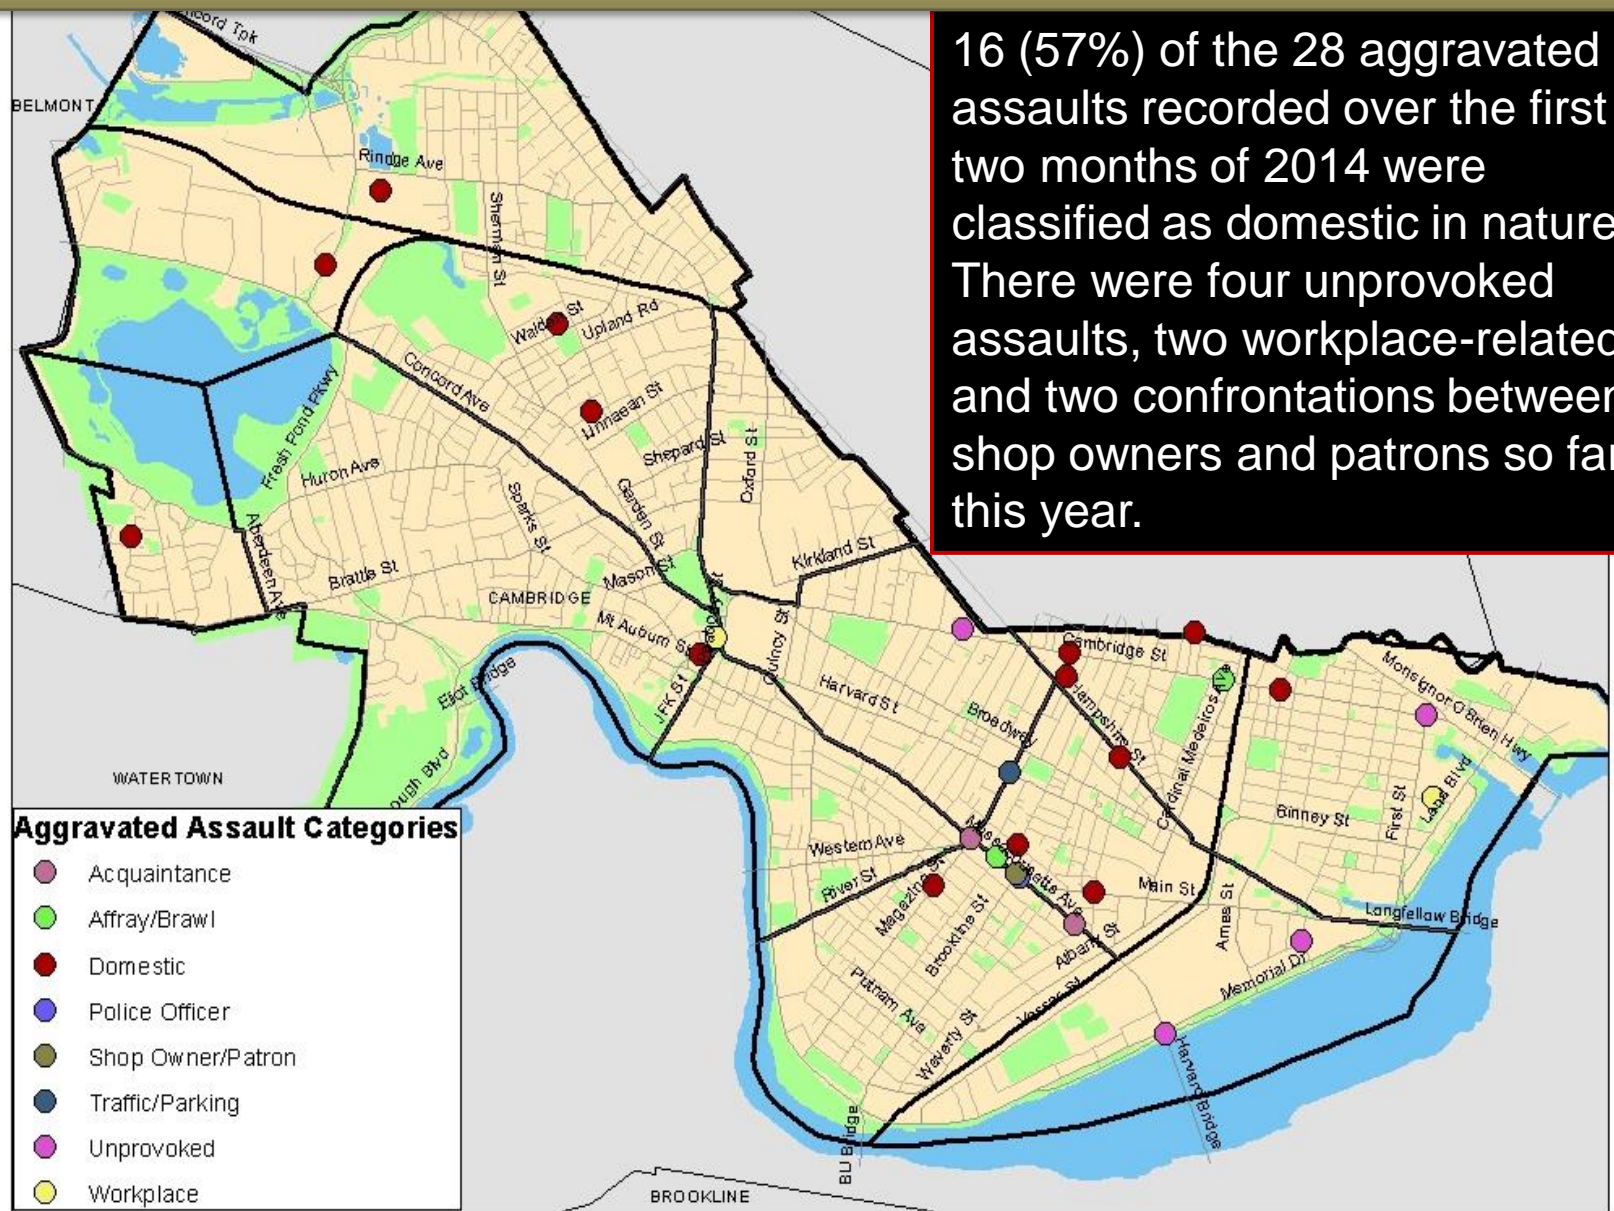 16 (57%) of the 28 aggravated
assaults recorded over the first
two months of 2014 were
classified as domestic in nature
There were four unprovoked
assaults, two workplace-related
and two confrontations between
shop owners and patrons so far
this year.
Tpk
BELMONT
Rindge Ave
Sherman St
Walden St
Upland Rd
Concord Ave
Linnaean St
Fresh Pond Pkwy
Shepard St
Oxford St
Huron Ave
Sparks St
Garden St
Aberdeen Ave
Brattle St
Mason St
Kirkland St
CAMBRIDGE
Mt Auburn St
Quincy St
Cambridge St
Eliot Bridge
JFK St
Harvard St
Broadway
Hampshire St
Cardinal Medeiros Ave
Monsignor O'Brien Hwy
WATERTOWN
ough Blvd
Binney St
First St
Land Blvd
Western Ave
Massachusetts Ave
River St
Magazine St
Brookline St
Main St
Ames St
Longfellow Bridge
Albany St
Putnam Ave
Vassar St
Memorial Dr
Waverly St
Harvard Bridge
BU Bridge
BROOKLINE
Aggravated Assault Categories
Acquaintance
Affray/Brawl
Domestic
Police Officer
Shop Owner/Patron
Traffic/Parking
Unprovoked
Workplace